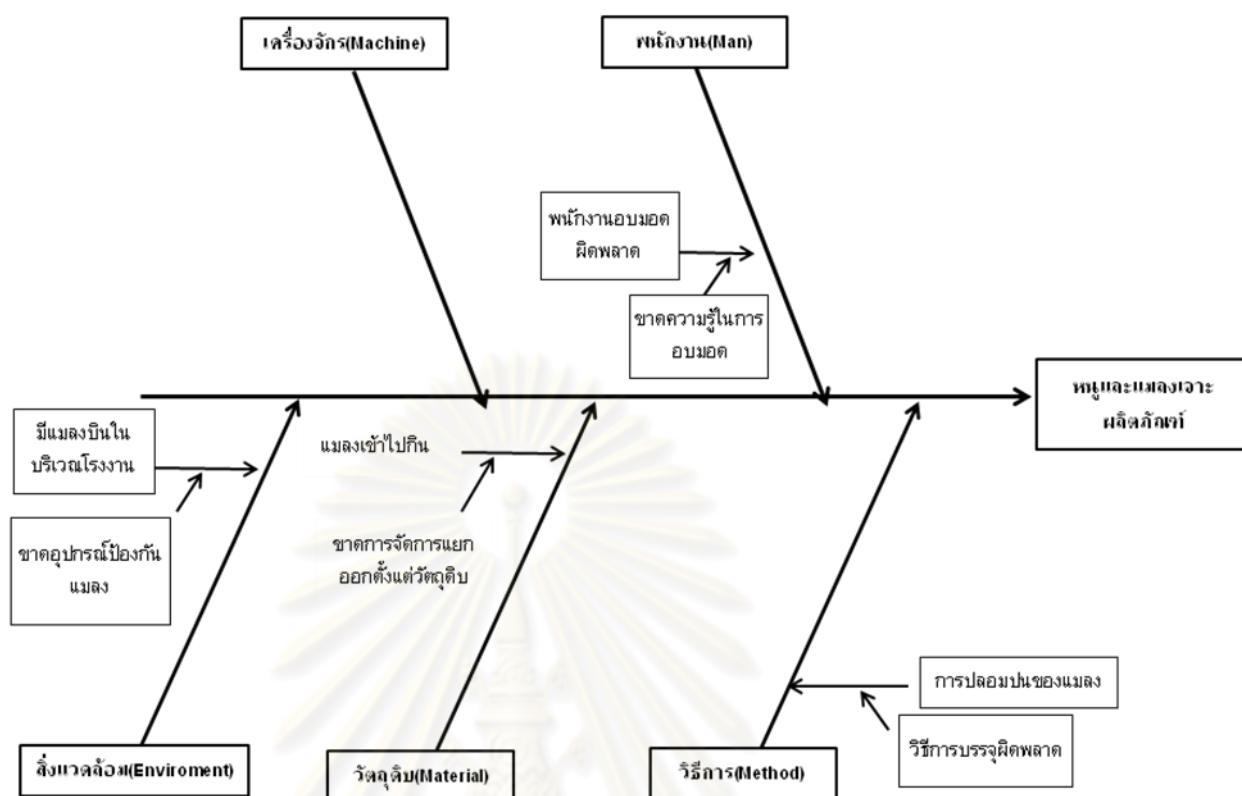 เครื่องจักร(Machine)
พนักงาน(Man)
พนักงานอบมอด
ผิดพลาด
ขาดความรู้ในการ
อบมอด
หนูและแมลงเจาะ
ผลิตภัณฑ์
มีแมลงบินใน
บริเวณโรงงาน
แมลงเข้าไปกิน
ขาดอุปกรณ์ป้องกัน
แมลง
ขาดการจัดการแยก
ออกตั้งแต่วัตถุดิบ
การปลอมปนของแมลง
วิธีการบรรจุผิดพลาด
สิ่งแวดล้อม(Enviroment)
วัตถุดิบ(Material)
วิธีการ(Method)